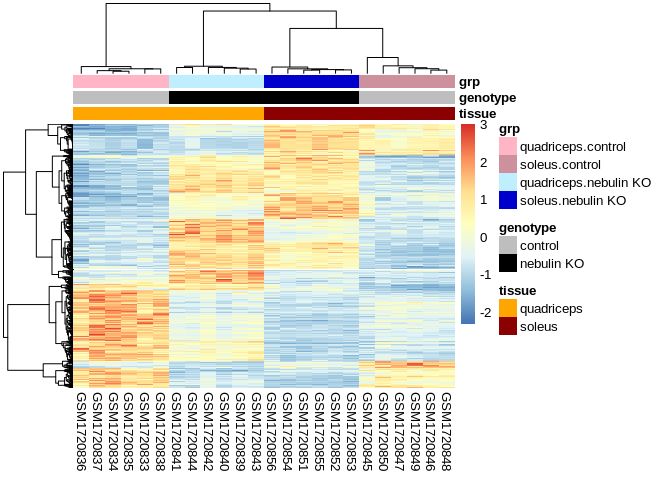 grp
genotype
tissue
3
2
1
0
-1
-2
grp
quadriceps.control
soleus.control
quadriceps.nebulin KO
soleus.nebulin KO
genotype
control
nebulin KO
tissue
quadriceps
soleus
GSM1720836
GSM1720837
GSM1720834
GSM1720835
GSM1720833
GSM1720838
GSM1720841
GSM1720844
GSM1720842
GSM1720840
GSM1720839
GSM1720843
GSM1720856
GSM1720854
GSM1720851
GSM1720855
GSM1720852
GSM1720853
GSM1720845
GSM1720850
GSM1720847
GSM1720849
GSM1720846
GSM1720848